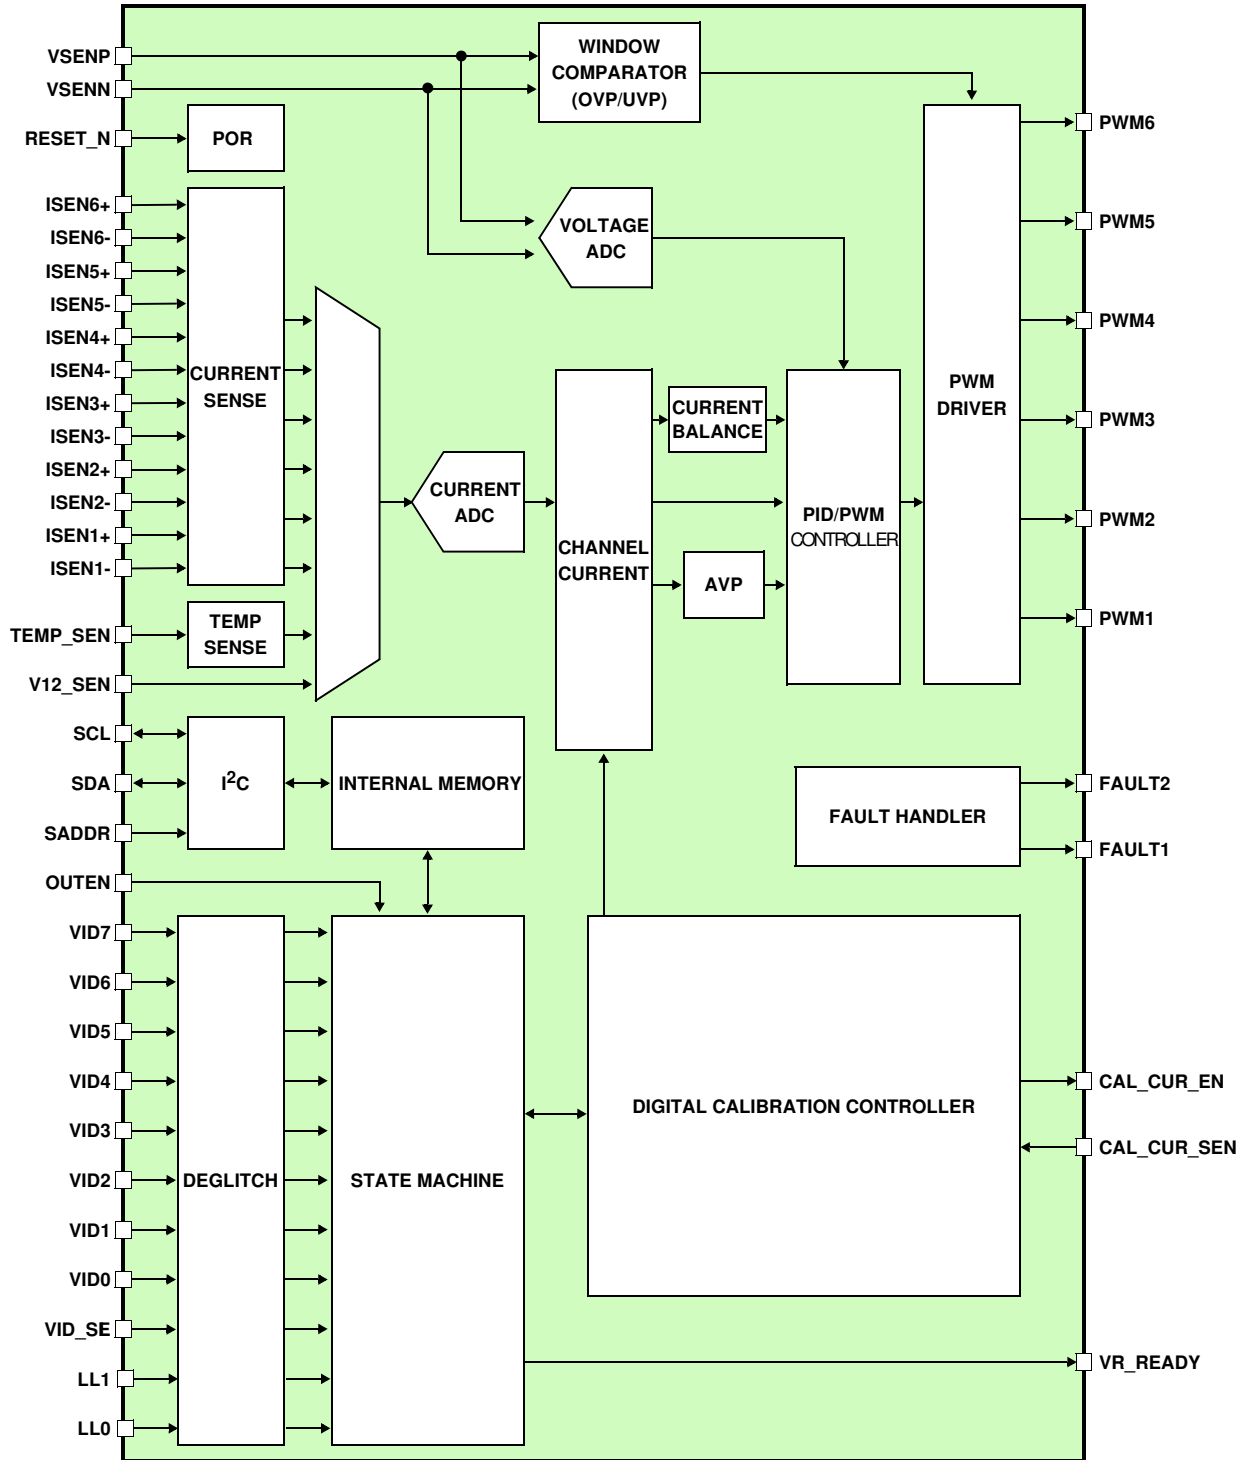 VSENP
VSENN
RESET_N
ISEN6+
ISEN6-
ISEN5+
ISEN5-
ISEN4+
ISEN4-
ISEN3+
ISEN3-
ISEN2+
ISEN2-
ISEN1+
ISEN1-
TEMP_SEN
V12_SEN
SCL
SDA
SADDR
OUTEN
VID7
VID6
VID5
VID4
VID3
VID2
VID1
VID0
VID_SE
LL1
LL0
WINDOW
COMPARATOR
(OVP/UVP)
POR
VOLTAGE
ADC
CURRENT
SENSE
TEMP
SENSE
CURRENT
ADC
CHANNEL
CURRENT
CURRENT
BALANCE
AVP
PID/PWM
CONTROLLER
PWM
DRIVER
I2C
INTERNAL MEMORY
FAULT HANDLER
DEGLITCH
STATE MACHINE
DIGITAL CALIBRATION CONTROLLER
PWM6
PWM5
PWM4
PWM3
PWM2
PWM1
FAULT2
FAULT1
CAL_CUR_EN
CAL_CUR_SEN
VR_READY